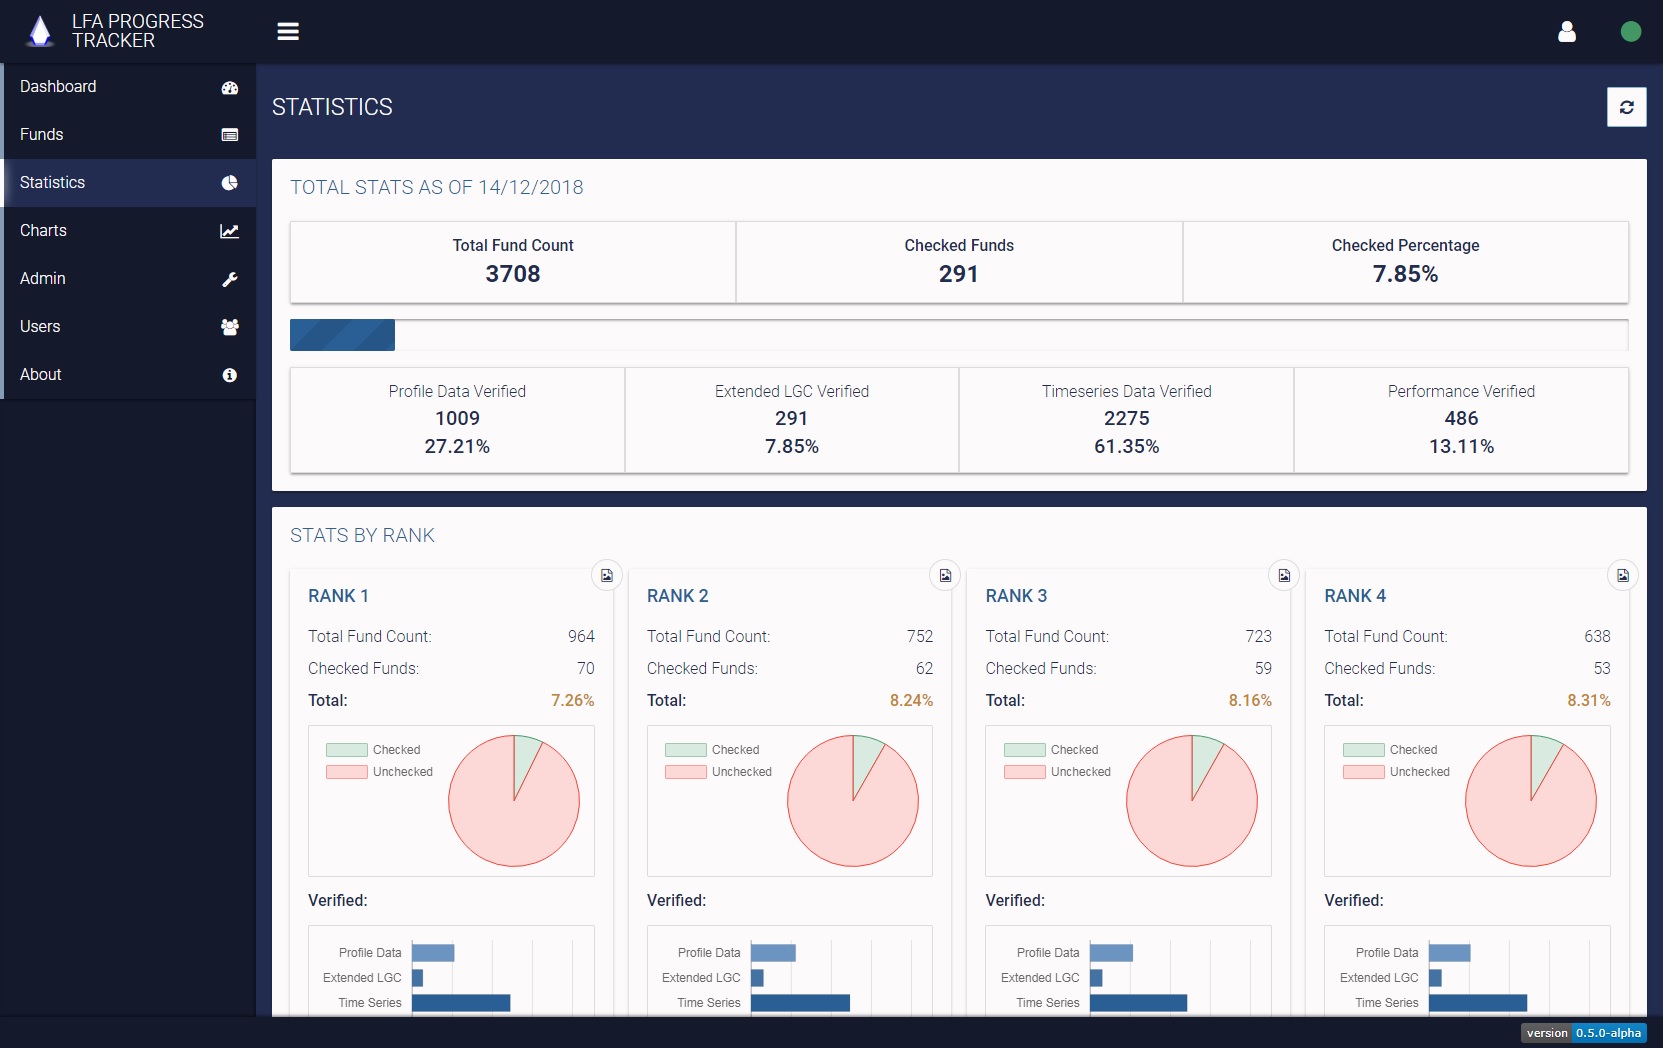 LFA PROGRESS
TRACKER
Dashboard
Funds
Statistics
Charts
Admin
Users
About
STATISTICS
TOTAL STATS AS OF 14/12/2018
Total Fund Count Checked Funds Checked Percentage
3708 291 7.85%
Profile Data Verified Extended LGC Verified Timeseries Data Verified Performance Verified
1009 291 2275 486
27.21% 7.85% 61.35% 13.11%
STATS BY RANK
RANK 1
Total Fund Count: 964
Checked Funds: 70
Total: 7.26%
Checked
Unchecked
Verified:
Profile Data
Extended LGC
Time Series
RANK 2
Total Fund Count: 752
Checked Funds: 62
Total: 8.24%
Checked
Unchecked
Verified:
Profile Data
Extended LGC
Time Series
RANK 3
Total Fund Count: 723
Checked Funds: 59
Total: 8.16%
Checked
Unchecked
Verified:
Profile Data
Extended LGC
Time Series
RANK 4
Total Fund Count: 638
Checked Funds: 53
Total: 8.31%
Checked
Unchecked
Verified:
Profile Data
Extended LGC
Time Series
version 0.5.0-alpha